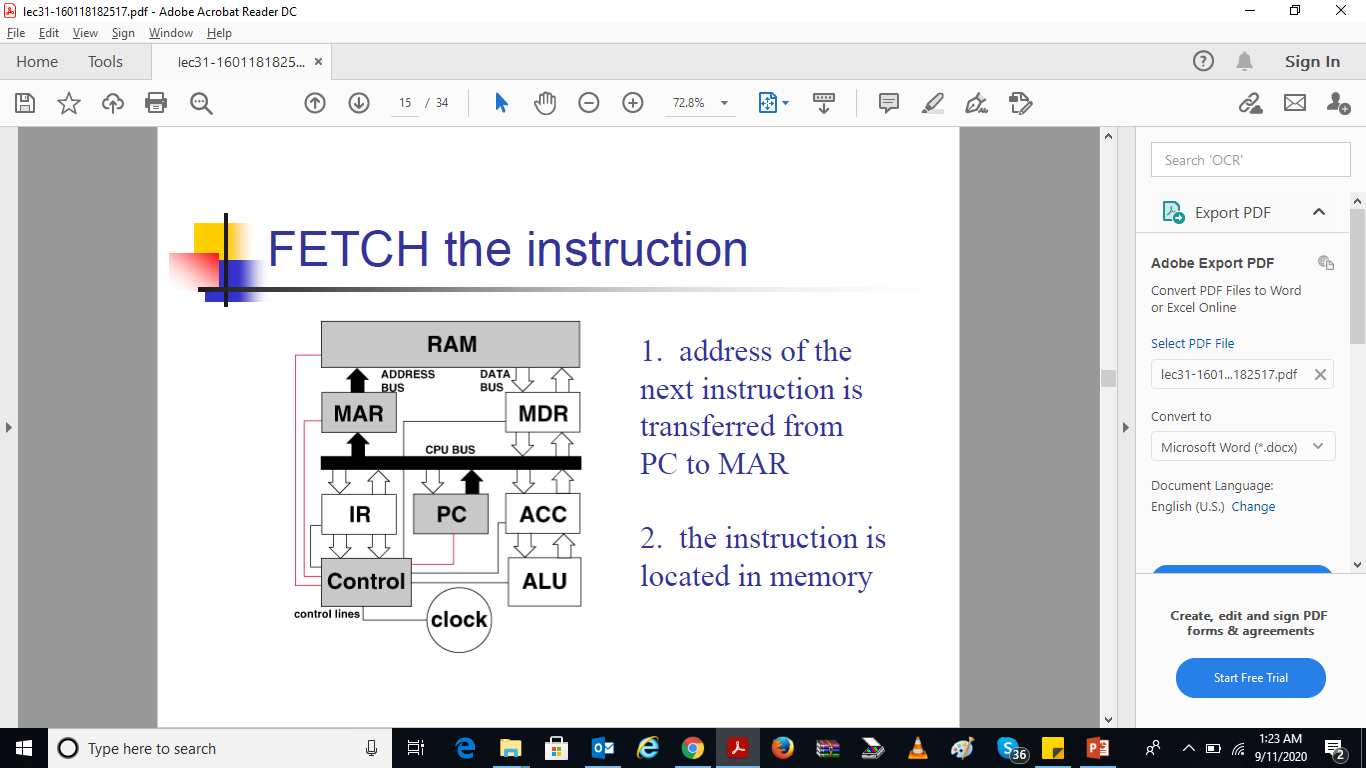 lec31-160118182517.pdf - Adobe Acrobat Reader DC
File Edit View Sign Window Help
Home Tools lec31-1601181825... × Sign In
15 / 34 72.8%
FETCH the instruction
RAM
ADDRESS BUS
DATA BUS
MAR
MDR
CPU BUS
IR
PC
ACC
Control
ALU
control lines
clock
1. address of the
next instruction is
transferred from
PC to MAR
2. the instruction is
located in memory
Search 'OCR'
Export PDF
Adobe Export PDF
Convert PDF Files to Word
or Excel Online
Select PDF File
lec31-1601...182517.pdf
Convert to
Microsoft Word (*.docx)
Document Language:
English (U.S.) Change
Create, edit and sign PDF
forms & agreements
Start Free Trial
Type here to search
36
1:23 AM
9/11/2020
2